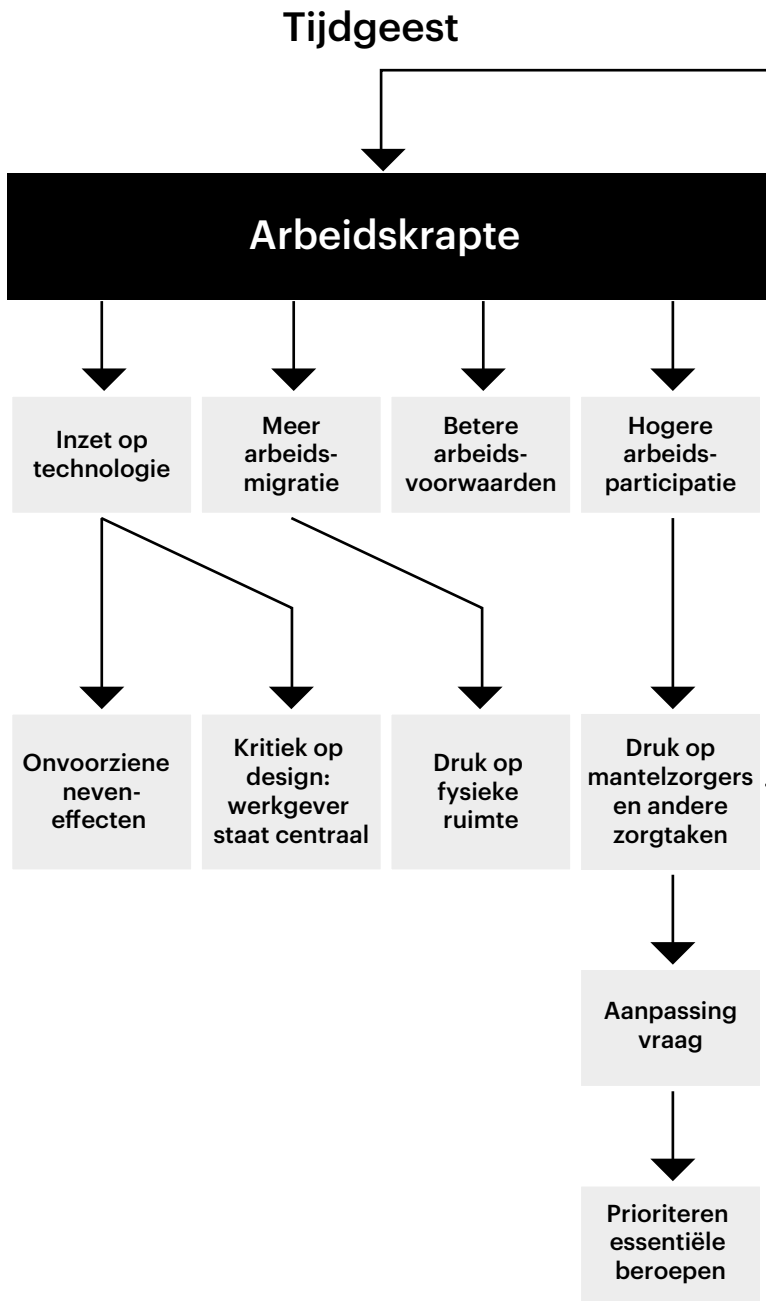 Tijdgeest
Arbeidskrapte
Inzet op
technologie
Meer
arbeids-
migratie
Betere
arbeids-
voorwaarden
Hogere
arbeids-
participatie
Onvoorziene
neven-
effecten
Kritiek op
design:
werkgever
staat centraal
Druk op
fysieke
ruimte
Druk op
mantelzorgers
en andere
zorgtaken
Aanpassing
vraag
Prioriteren
essentiële
beroepen